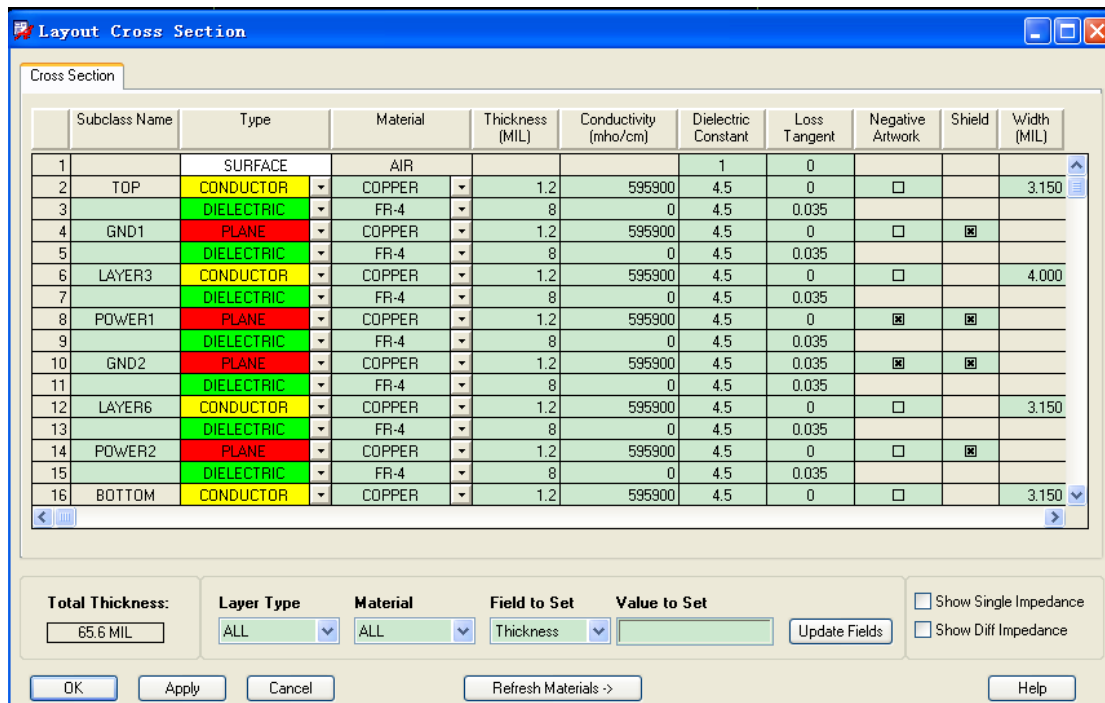 Layout Cross Section
Cross Section
Subclass Name Type Material Thickness (MIL) Conductivity (mho/cm) Dielectric Constant Loss Tangent Negative Artwork Shield Width (MIL)
1 SURFACE AIR 1 0
2 TOP CONDUCTOR COPPER 1.2 595900 4.5 0 3.150
3 DIELECTRIC FR-4 8 0 4.5 0.035
4 GND1 PLANE COPPER 1.2 595900 4.5 0
5 DIELECTRIC FR-4 8 0 4.5 0.035
6 LAYER3 CONDUCTOR COPPER 1.2 595900 4.5 0 4.000
7 DIELECTRIC FR-4 8 0 4.5 0.035
8 POWER1 PLANE COPPER 1.2 595900 4.5 0
9 DIELECTRIC FR-4 8 0 4.5 0.035
10 GND2 PLANE COPPER 1.2 595900 4.5 0.035
11 DIELECTRIC FR-4 8 0 4.5 0.035
12 LAYER6 CONDUCTOR COPPER 1.2 595900 4.5 0 3.150
13 DIELECTRIC FR-4 8 0 4.5 0.035
14 POWER2 PLANE COPPER 1.2 595900 4.5 0
15 DIELECTRIC FR-4 8 0 4.5 0.035
16 BOTTOM CONDUCTOR COPPER 1.2 595900 4.5 0 3.150
Total Thickness: Layer Type Material Field to Set Value to Set Show Single Impedance
65.6 MIL ALL ALL Thickness Update Fields Show Diff Impedance
OK Apply Cancel Refresh Materials -> Help